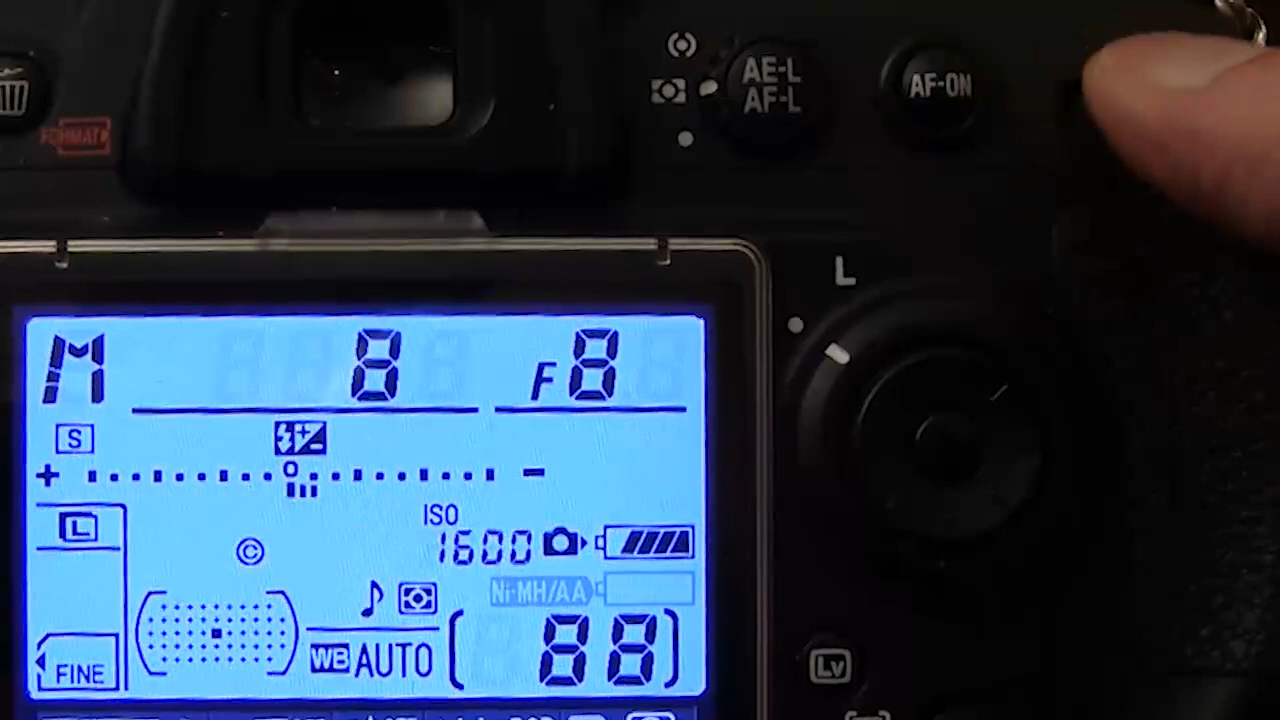 AE-L
AF-L
AF-ON
FORMAT
L
M 8 F8
S
+ -
L
ISO
1600
©
Ni-MH/AA
FINE
WB AUTO [ 88 ]
Lv